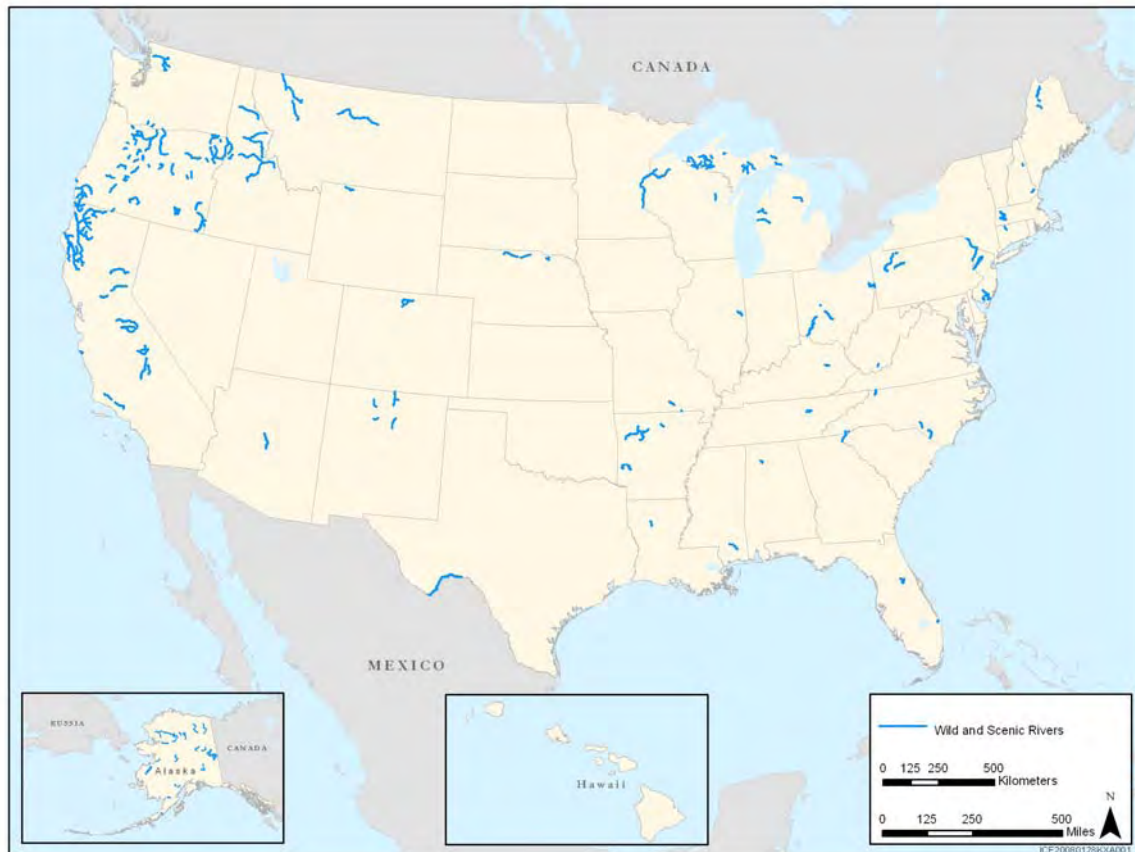 CANADA
MEXICO
RUSSIA
CANADA
Alaska
Hawaii
Wild and Scenic Rivers
0 125 250 500
Kilometers
N
0 125 250 500
Miles
ICF20080128KXA001